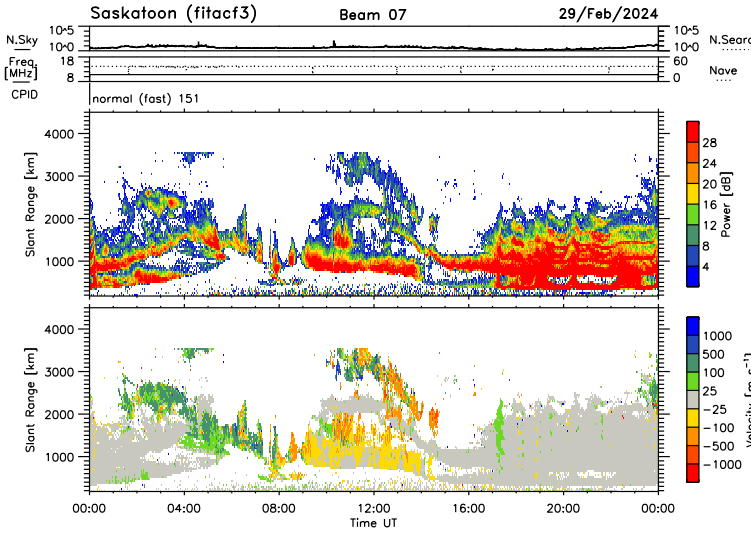 Saskatoon (fitacf3) Beam 07 29/Feb/2024
N.Sky 10^5 10^0 10^5 10^0 N.Searc
Freq. [MHz] 18 8 60 0 Nave
CPID normal (fast) 151
Slant Range [km] 4000 3000 2000 1000
28 24 20 16 12 8 4 Power [dB]
Slant Range [km] 4000 3000 2000 1000
1000 500 100 25 -25 -100 -500 -1000 Velocity [m s^-1]
00:00 04:00 08:00 12:00 16:00 20:00 00:00
Time UT